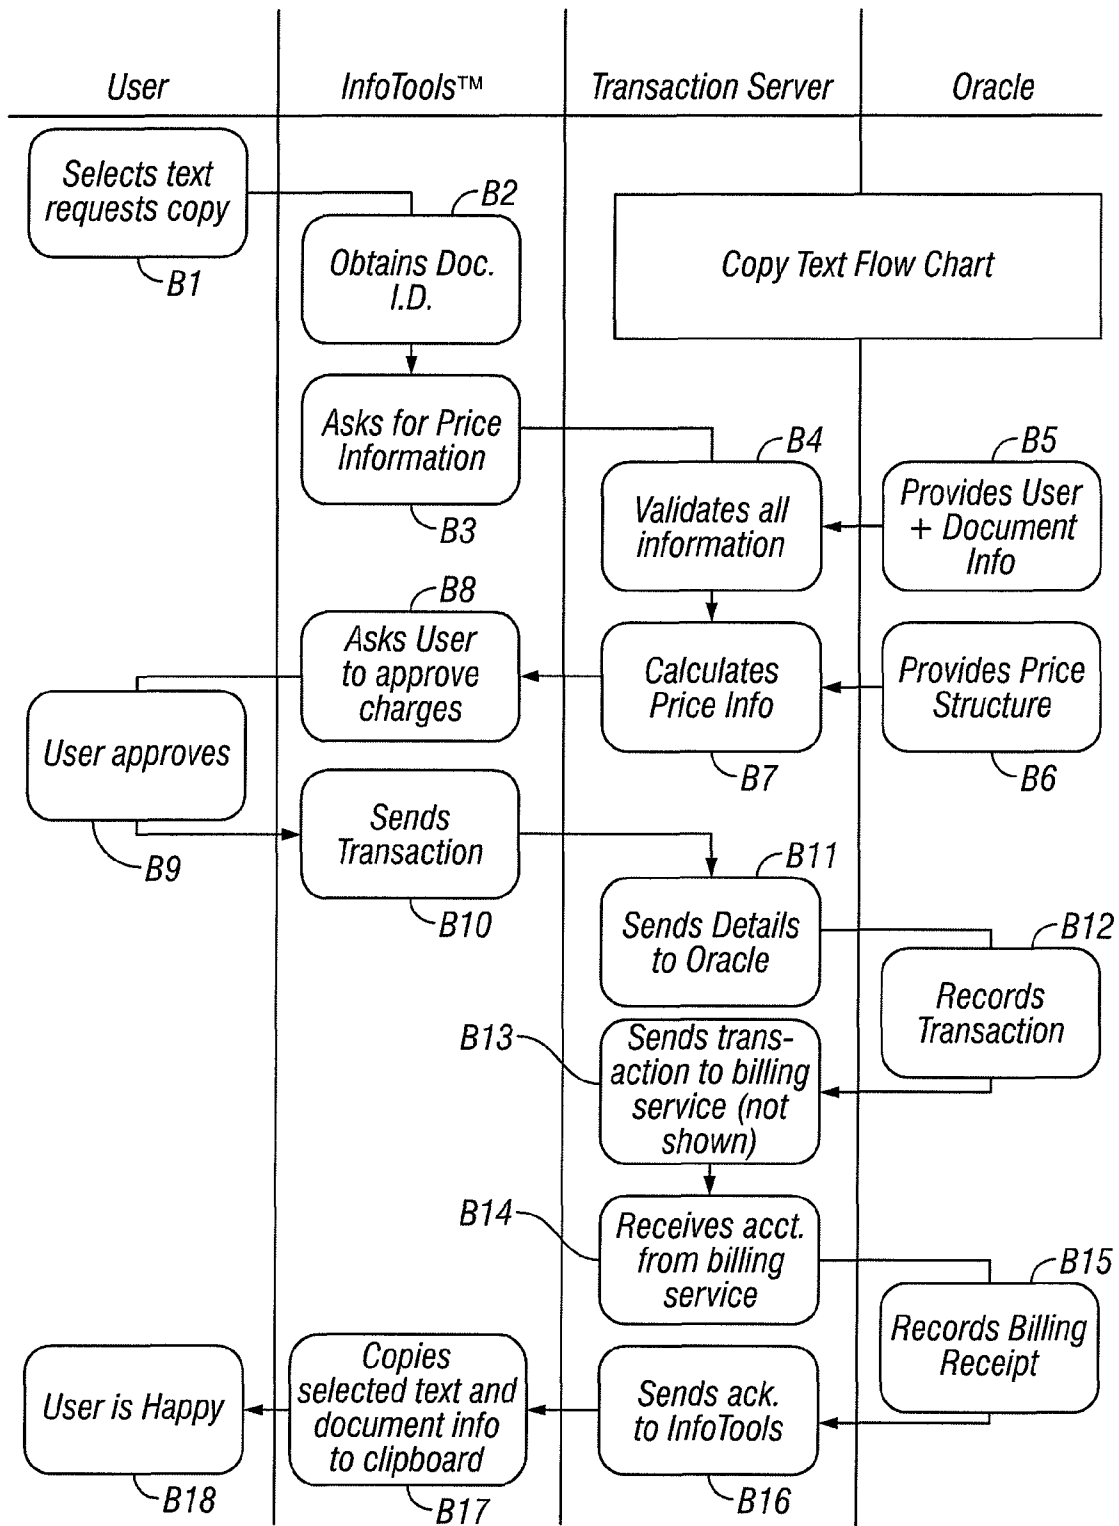 User
InfoTools™
Transaction Server
Oracle
Selects text
requests copy
B1
B2
Obtains Doc.
I.D.
Copy Text Flow Chart
Asks for Price
Information
B3
B4
Validates all
information
B5
Provides User
+ Document
Info
B8
Asks User
to approve
charges
Calculates
Price Info
B7
Provides Price
Structure
B6
User approves
B9
Sends
Transaction
B10
B11
Sends Details
to Oracle
B12
Records
Transaction
B13
Sends trans-
action to billing
service (not
shown)
B14
Receives acct.
from billing
service
B15
Records Billing
Receipt
Sends ack.
to InfoTools
B16
Copies
selected text and
document info
to clipboard
B17
User is Happy
B18